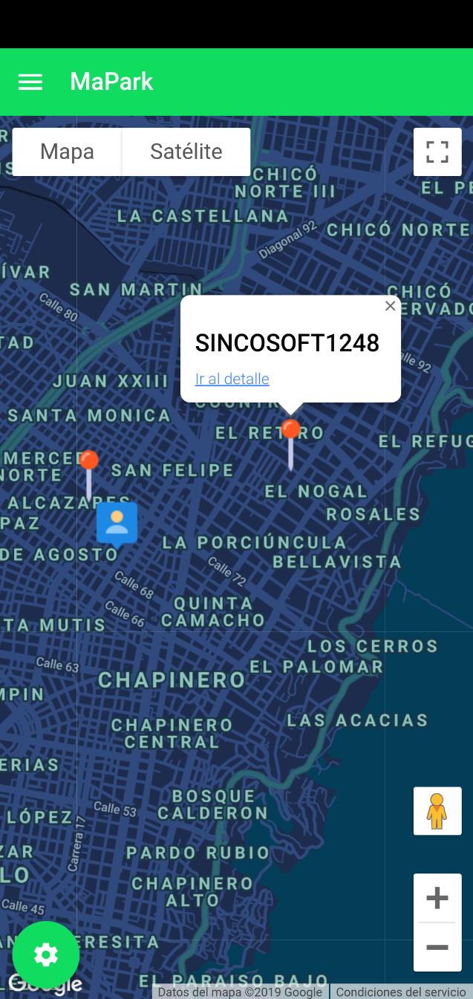 MaPark
R
Mapa
Satélite
S
CHICÓ
NORTE III
EL PE
LA CASTELLANA
Diagonal 92
CHICÓ NORTE
ÍVAR
SAN MARTIN
CHICÓ
ERVADO
Calle 80
SINCOSOFT1248
TAD
alle 92
Ir al detalle
JUAN XXIII
SANTA MONICA
EL RETIRO
EL REFUG
MERCED
NORTE
SAN FELIPE
ALCAZARES
EL NOGAL
PAZ
ROSALES
LA PORCIÚNCULA
DE AGOSTO
BELLAVISTA
Calle 72
Calle 68
QUINTA
CAMACHO
Calle 66
TA MUTIS
LOS CERROS
Calle 63
EL PALOMAR
CHAPINERO
MPIN
CHAPINERO
CENTRAL
LAS ACACIAS
ERIAS
BOSQUE
CALDERON
Calle 53
LÓPEZ
Carrera 17
ZAR
PARDO RUBIO
LO
CHAPINERO
ALTO
Calle 45
AN
ERESITA
Google
EL PARAISO BAJO
Datos del mapa ©2019 Google
Condiciones del servicio